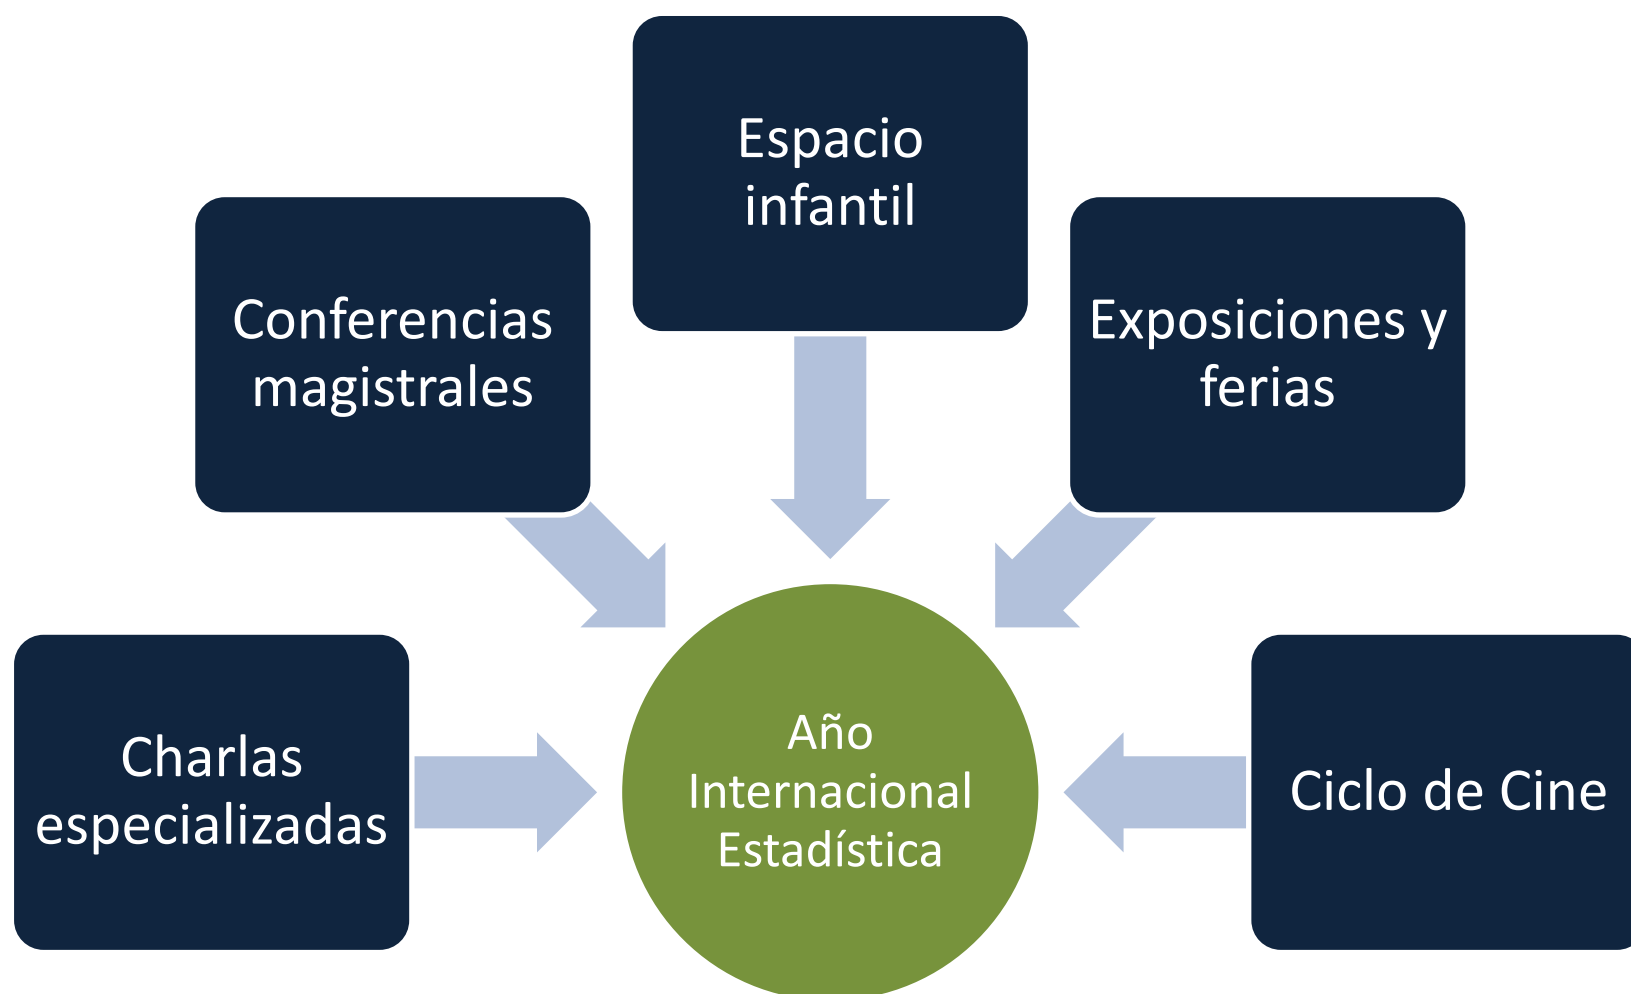 Espacio
infantil
Conferencias
magistrales
Exposiciones y
ferias
Charlas
especializadas
Año
Internacional
Estadística
Ciclo de Cine